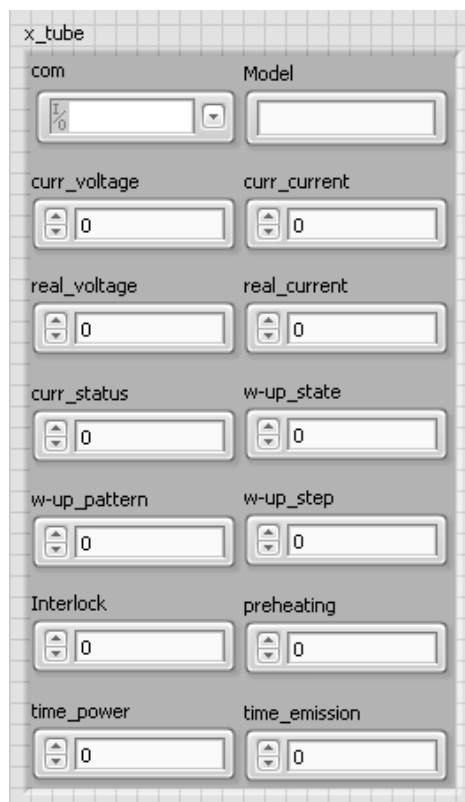 x_tube
com Model
I/O
curr_voltage curr_current
0 0
real_voltage real_current
0 0
curr_status w-up_state
0 0
w-up_pattern w-up_step
0 0
Interlock preheating
0 0
time_power time_emission
0 0